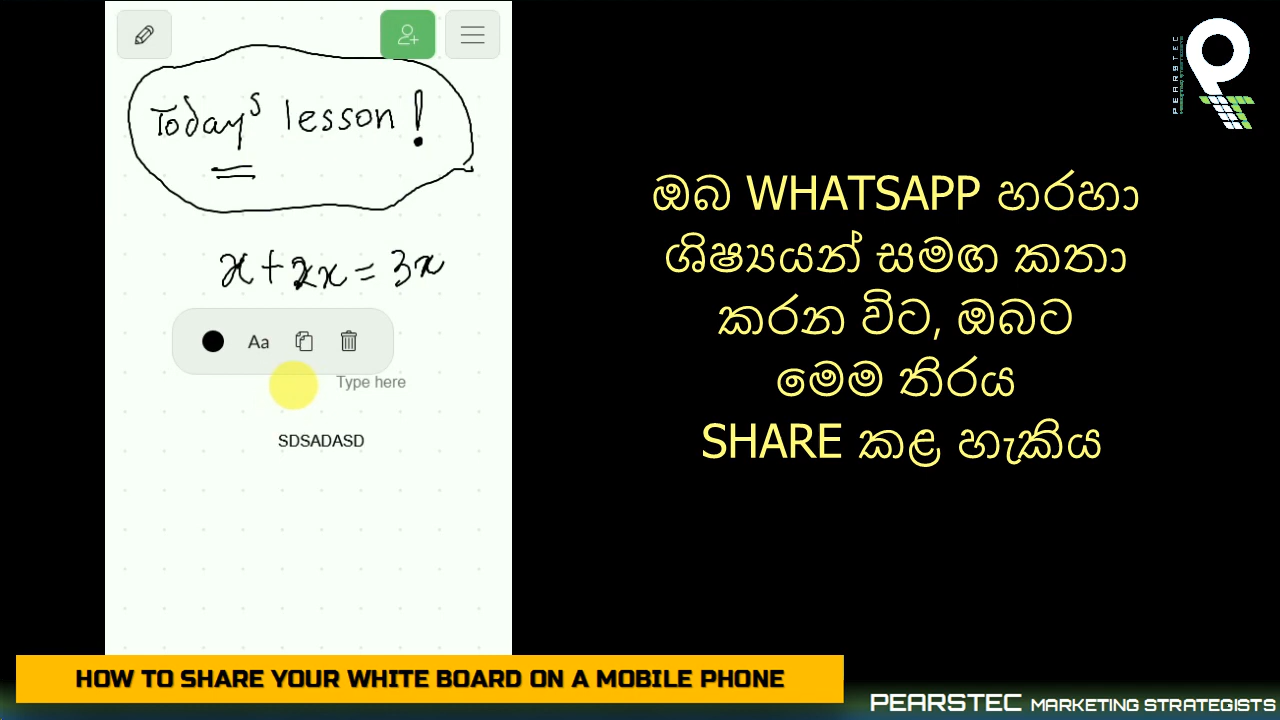 Todays lesson!
x+2x=3x
Aa
Type here
SDSADASD
ඔබ WHATSAPP හරහා
ශිෂ්‍යයන් සමඟ කතා
කරන විට, ඔබට
මෙම තිරය
SHARE කළ හැකිය
PEARSTEC
HOW TO SHARE YOUR WHITE BOARD ON A MOBILE PHONE
PEARSTEC MARKETING STRATEGISTS